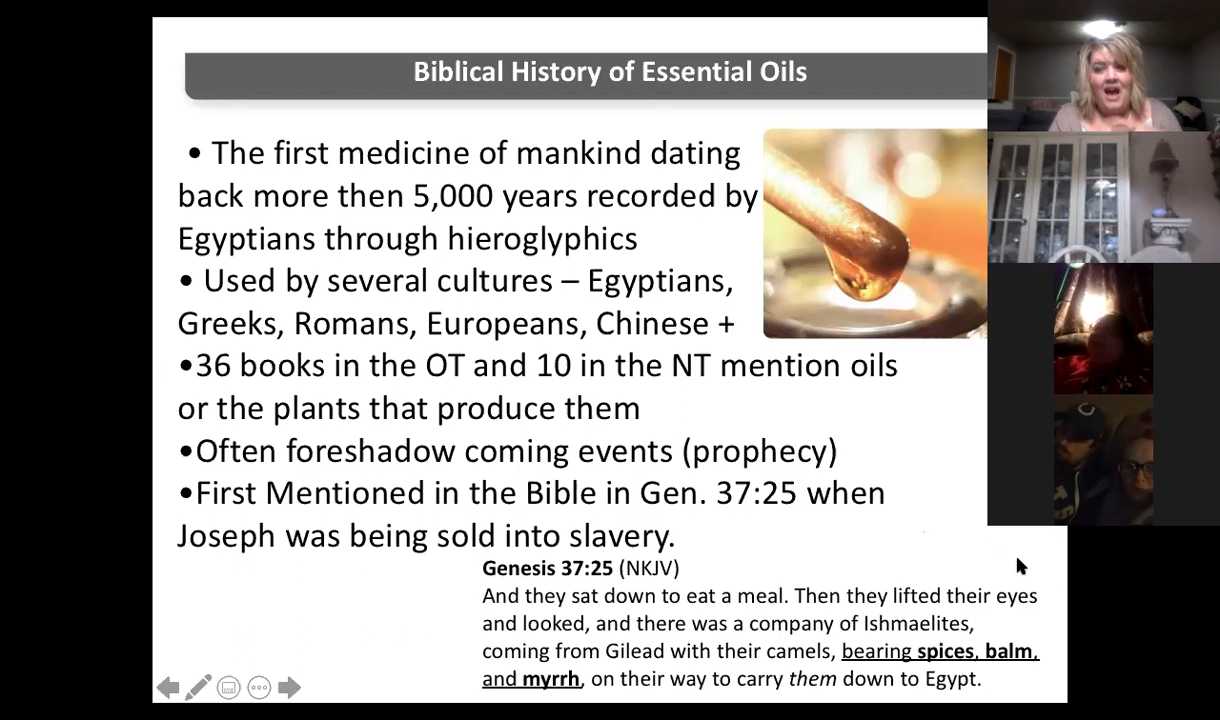 Biblical History of Essential Oils
• The first medicine of mankind dating
back more then 5,000 years recorded by
Egyptians through hieroglyphics
• Used by several cultures – Egyptians,
Greeks, Romans, Europeans, Chinese +
•36 books in the OT and 10 in the NT mention oils
or the plants that produce them
•Often foreshadow coming events (prophecy)
•First Mentioned in the Bible in Gen. 37:25 when
Joseph was being sold into slavery.
Genesis 37:25 (NKJV)
And they sat down to eat a meal. Then they lifted their eyes
and looked, and there was a company of Ishmaelites,
coming from Gilead with their camels, bearing spices, balm,
and myrrh, on their way to carry them down to Egypt.